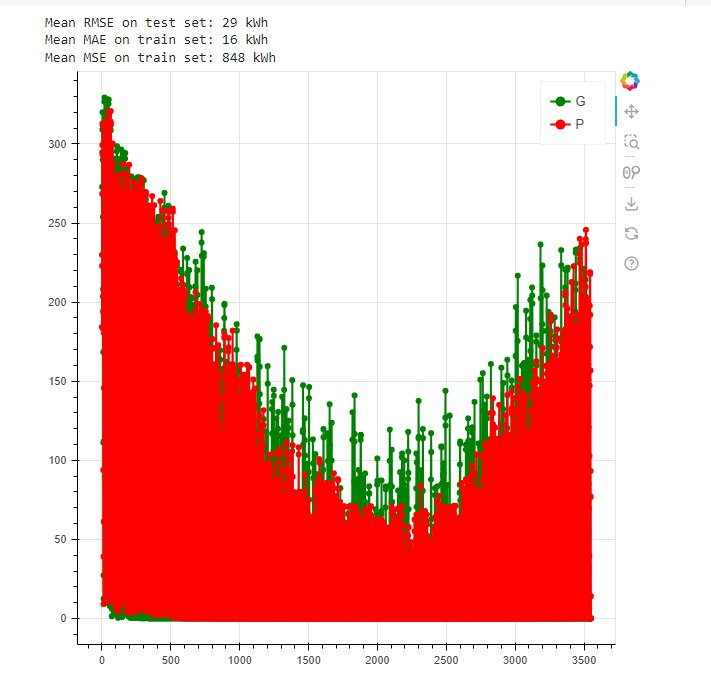 Mean RMSE on test set: 29 kWh
Mean MAE on train set: 16 kWh
Mean MSE on train set: 848 kWh
G
P
300
250
200
150
100
50
0
0 500 1000 1500 2000 2500 3000 3500